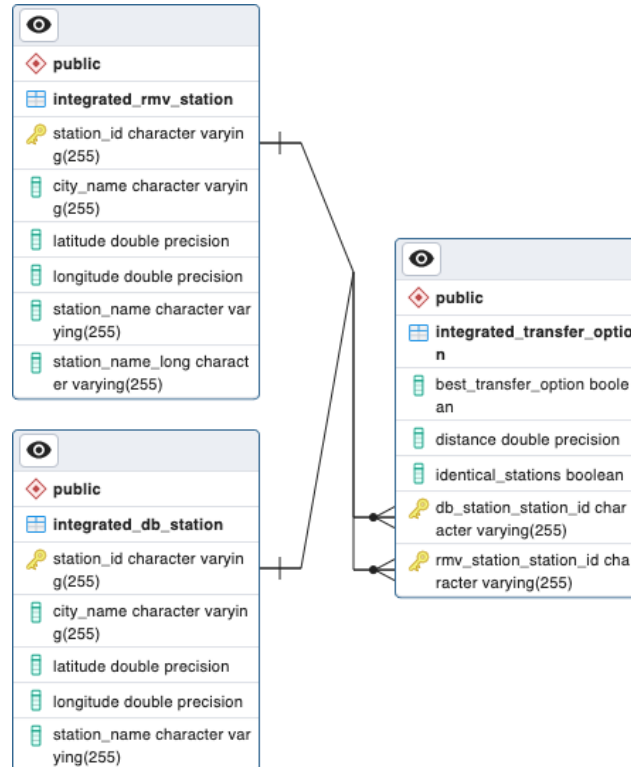 public
integrated_rmv_station
station_id character varyin
g(255)
city_name character varyin
g(255)
latitude double precision
longitude double precision
station_name character var
ying(255)
station_name_long charact
er varying(255)
public
integrated_db_station
station_id character varyin
g(255)
city_name character varyin
g(255)
latitude double precision
longitude double precision
station_name character var
ying(255)
public
integrated_transfer_optio
n
best_transfer_option boole
an
distance double precision
identical_stations boolean
db_station_station_id char
acter varying(255)
rmv_station_station_id cha
racter varying(255)